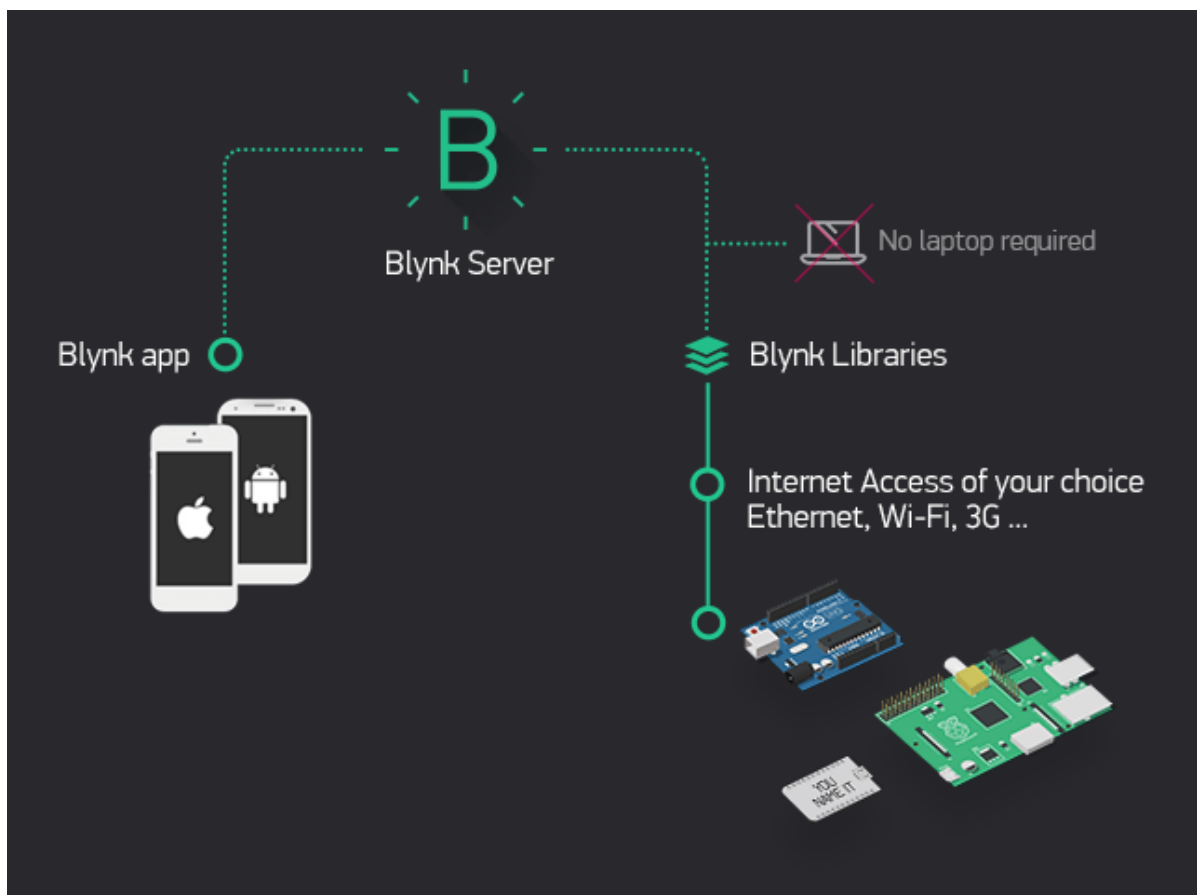 B
Blynk Server
No laptop required
Blynk app
Blynk Libraries
Internet Access of your choice
Ethernet, Wi-Fi, 3G ...
UNO
YOU
NAME IT